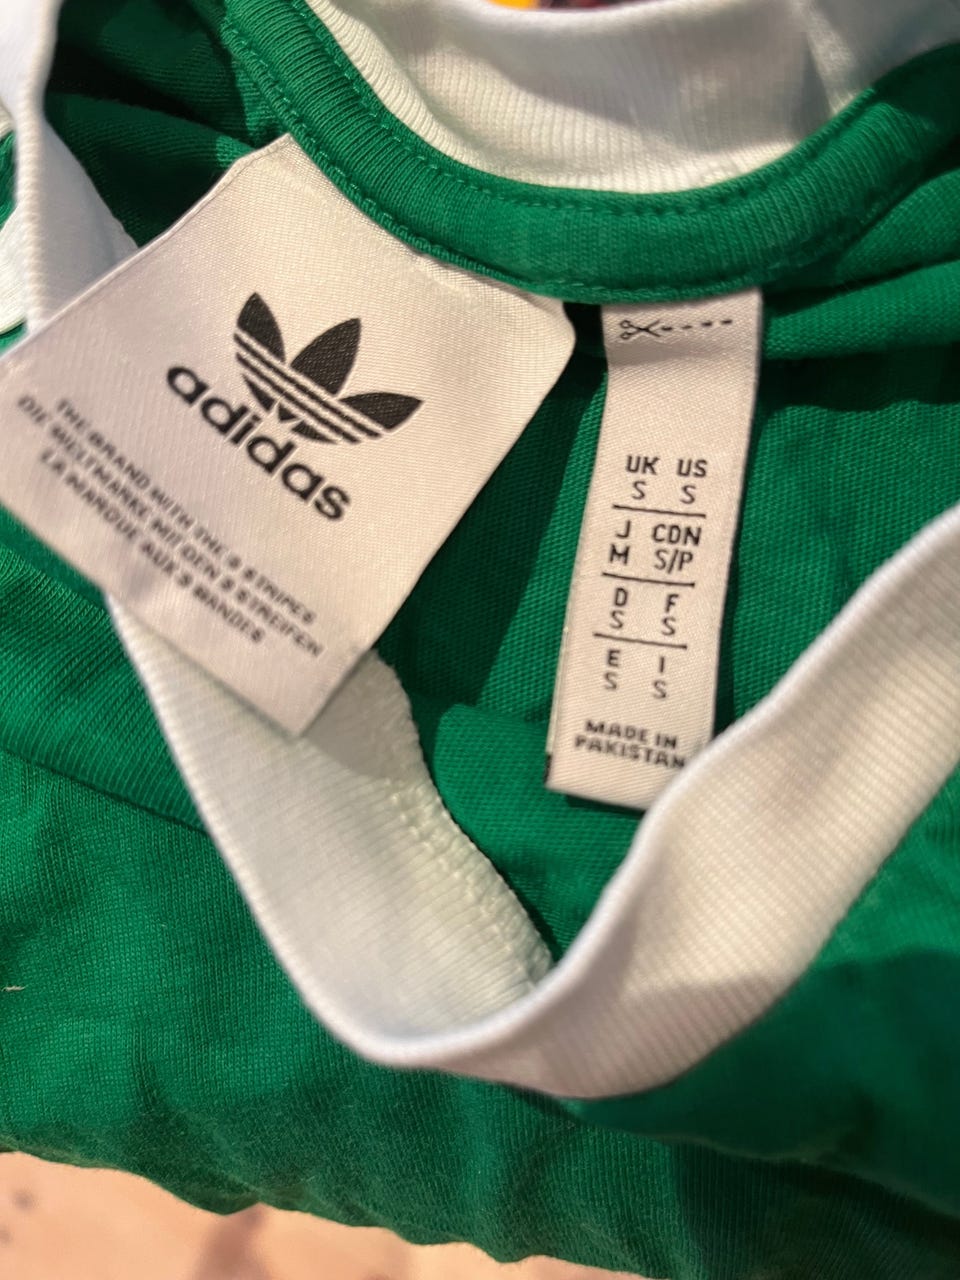 adidas
THE BRAND WITH THE 3 STRIPES
DIE WELTMARKE MIT DEN 3 STREIFEN
LA MARQUE AUX 3 BANDES
UK US
S S
J CDN
M S/P
D F
S S
E I
S S
MADE IN
PAKISTAN